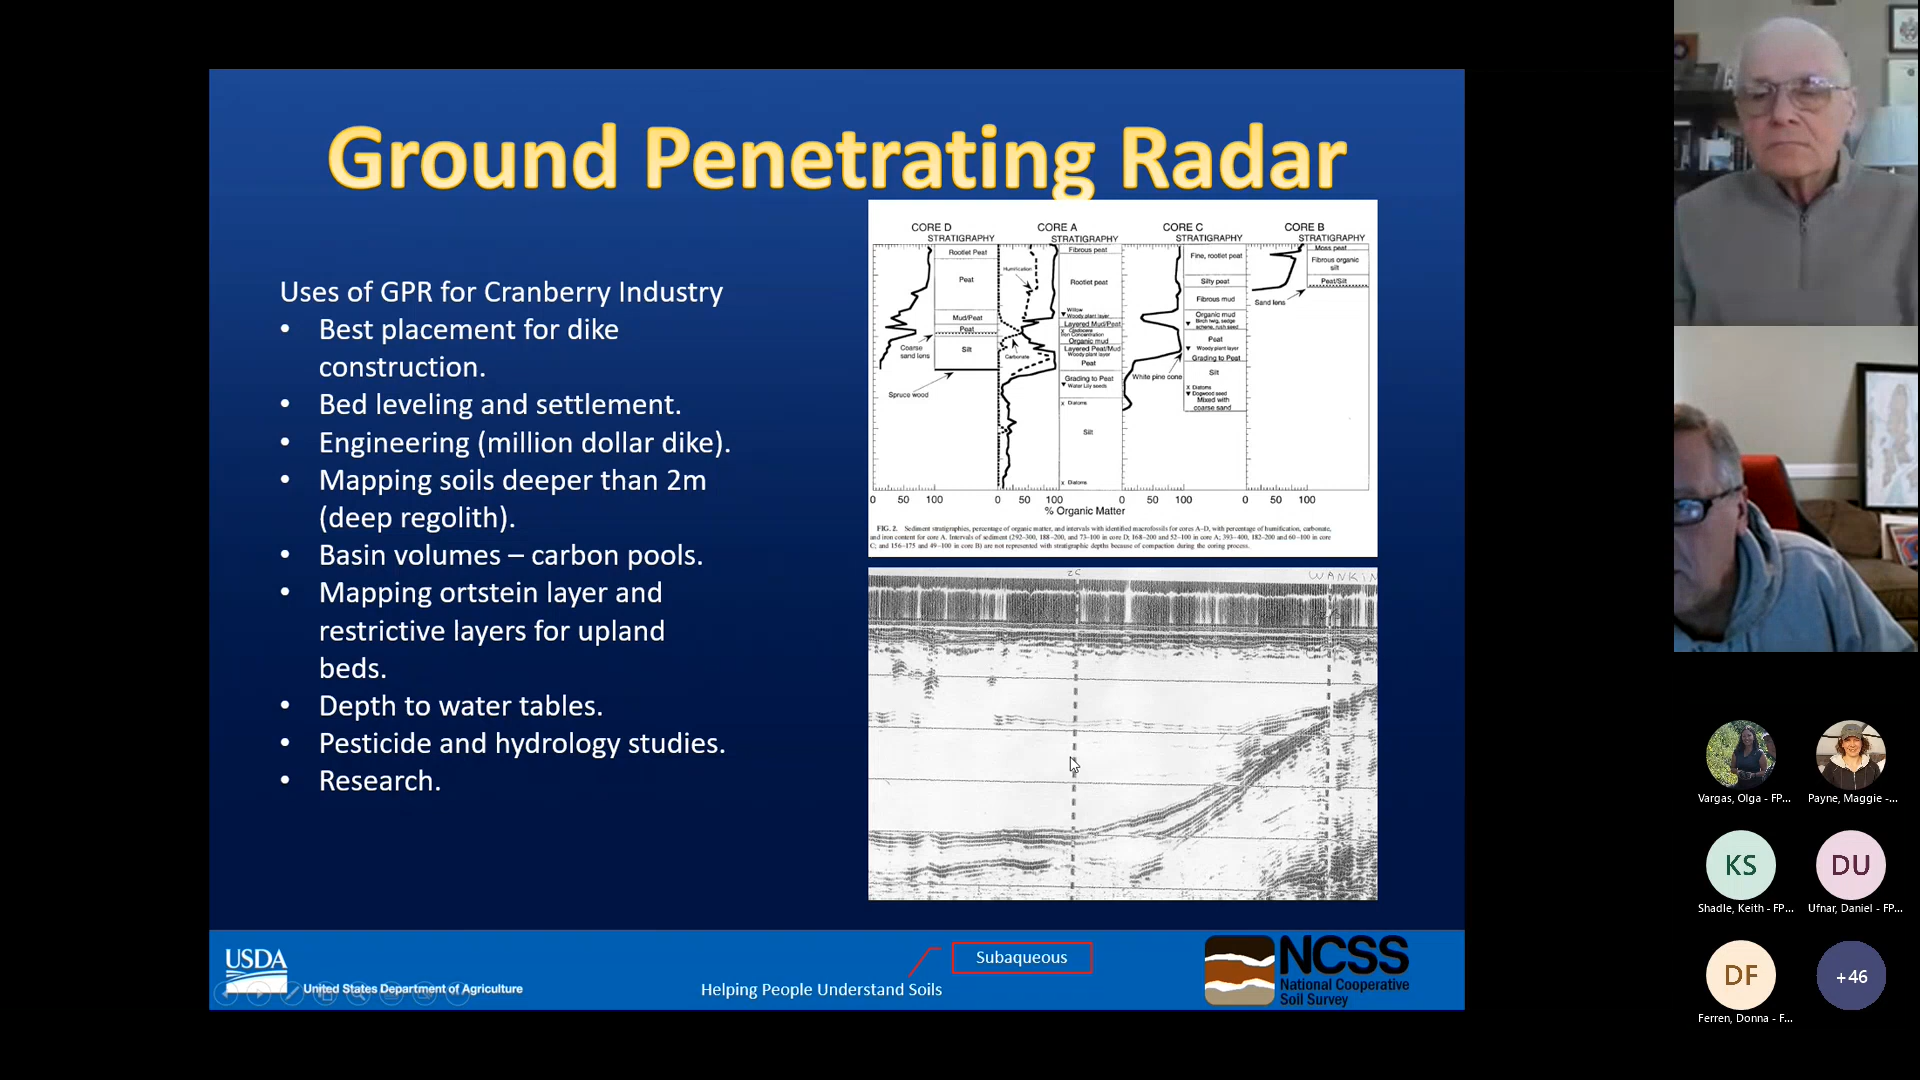 Ground Penetrating Radar
Uses of GPR for Cranberry Industry
• Best placement for dike
construction.
• Bed leveling and settlement.
• Engineering (million dollar dike).
• Mapping soils deeper than 2m
(deep regolith).
• Basin volumes – carbon pools.
• Mapping ortstein layer and
restrictive layers for upland
beds.
• Depth to water tables.
• Pesticide and hydrology studies.
• Research.
CORE D
STRATIGRAPHY
Rootlet Peat
Peat
Mud/Peat
Peat
Silt
Coarse
sand lens
Spruce wood
CORE A
STRATIGRAPHY
Fibrous peat
Humification
Rootlet peat
Willow
Woody plant layer
Layered Mud/Peat
Organic mud
Layered Peat/Mud
Woody plant layer
Carbonate
Peat
Grading to Peat
Water Lily seeds
X Diatoms
Silt
X Diatoms
CORE C
STRATIGRAPHY
Fine, rootlet peat
Silty peat
Fibrous mud
Organic mud
Peat
Woody plant layer
Grading to Peat
White pine cone
Silt
X Diatoms
Dogwood seed
Mixed with
coarse sand
CORE B
STRATIGRAPHY
Moss peat
Fibrous organic
silt
Peat/Silt
Sand lens
0 50 100 0 50 100 0 50 100 0 50 100
% Organic Matter
FIG. 2. Sediment stratigraphies, percentage of organic matter, and intervals with identified macrofossils for cores A–D, with percentage of humification, carbonate,
and iron content for core A. Intervals of sediment (292–300, 188–200, and 73–100 in core D; 168–200 and 52–100 in core A; 393–400, 182–200 and 60–100 in core
C; and 156–175 and 49–100 in core B) are not represented with stratigraphic depths because of compaction during the coring process.
WANKIN
USDA
United States Department of Agriculture
Subaqueous
Helping People Understand Soils
NCSS
National Cooperative
Soil Survey
Vargas, Olga - FP...
Payne, Maggie -...
KS
Shadle, Keith - FP...
DU
Ufnar, Daniel - FP...
DF
Ferren, Donna - F...
+46